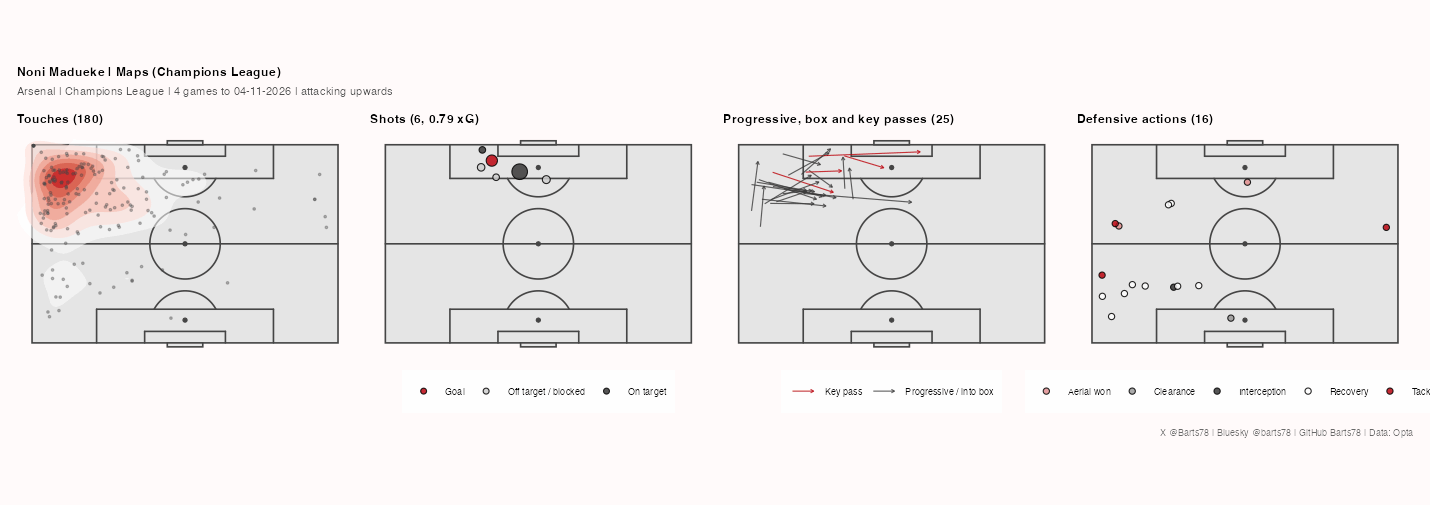 Noni Madueke | Maps (Champions League)
Arsenal | Champions League | 4 games to 04-11-2026 | attacking upwards
Touches (180)
Shots (6, 0.79 xG)
Progressive, box and key passes (25)
Defensive actions (16)
Goal
Off target / blocked
On target
Key pass
Progressive / into box
Aerial won
Clearance
Interception
Recovery
Tack
X @Barts78 | Bluesky @barts78 | GitHub Barts78 | Data: Opta